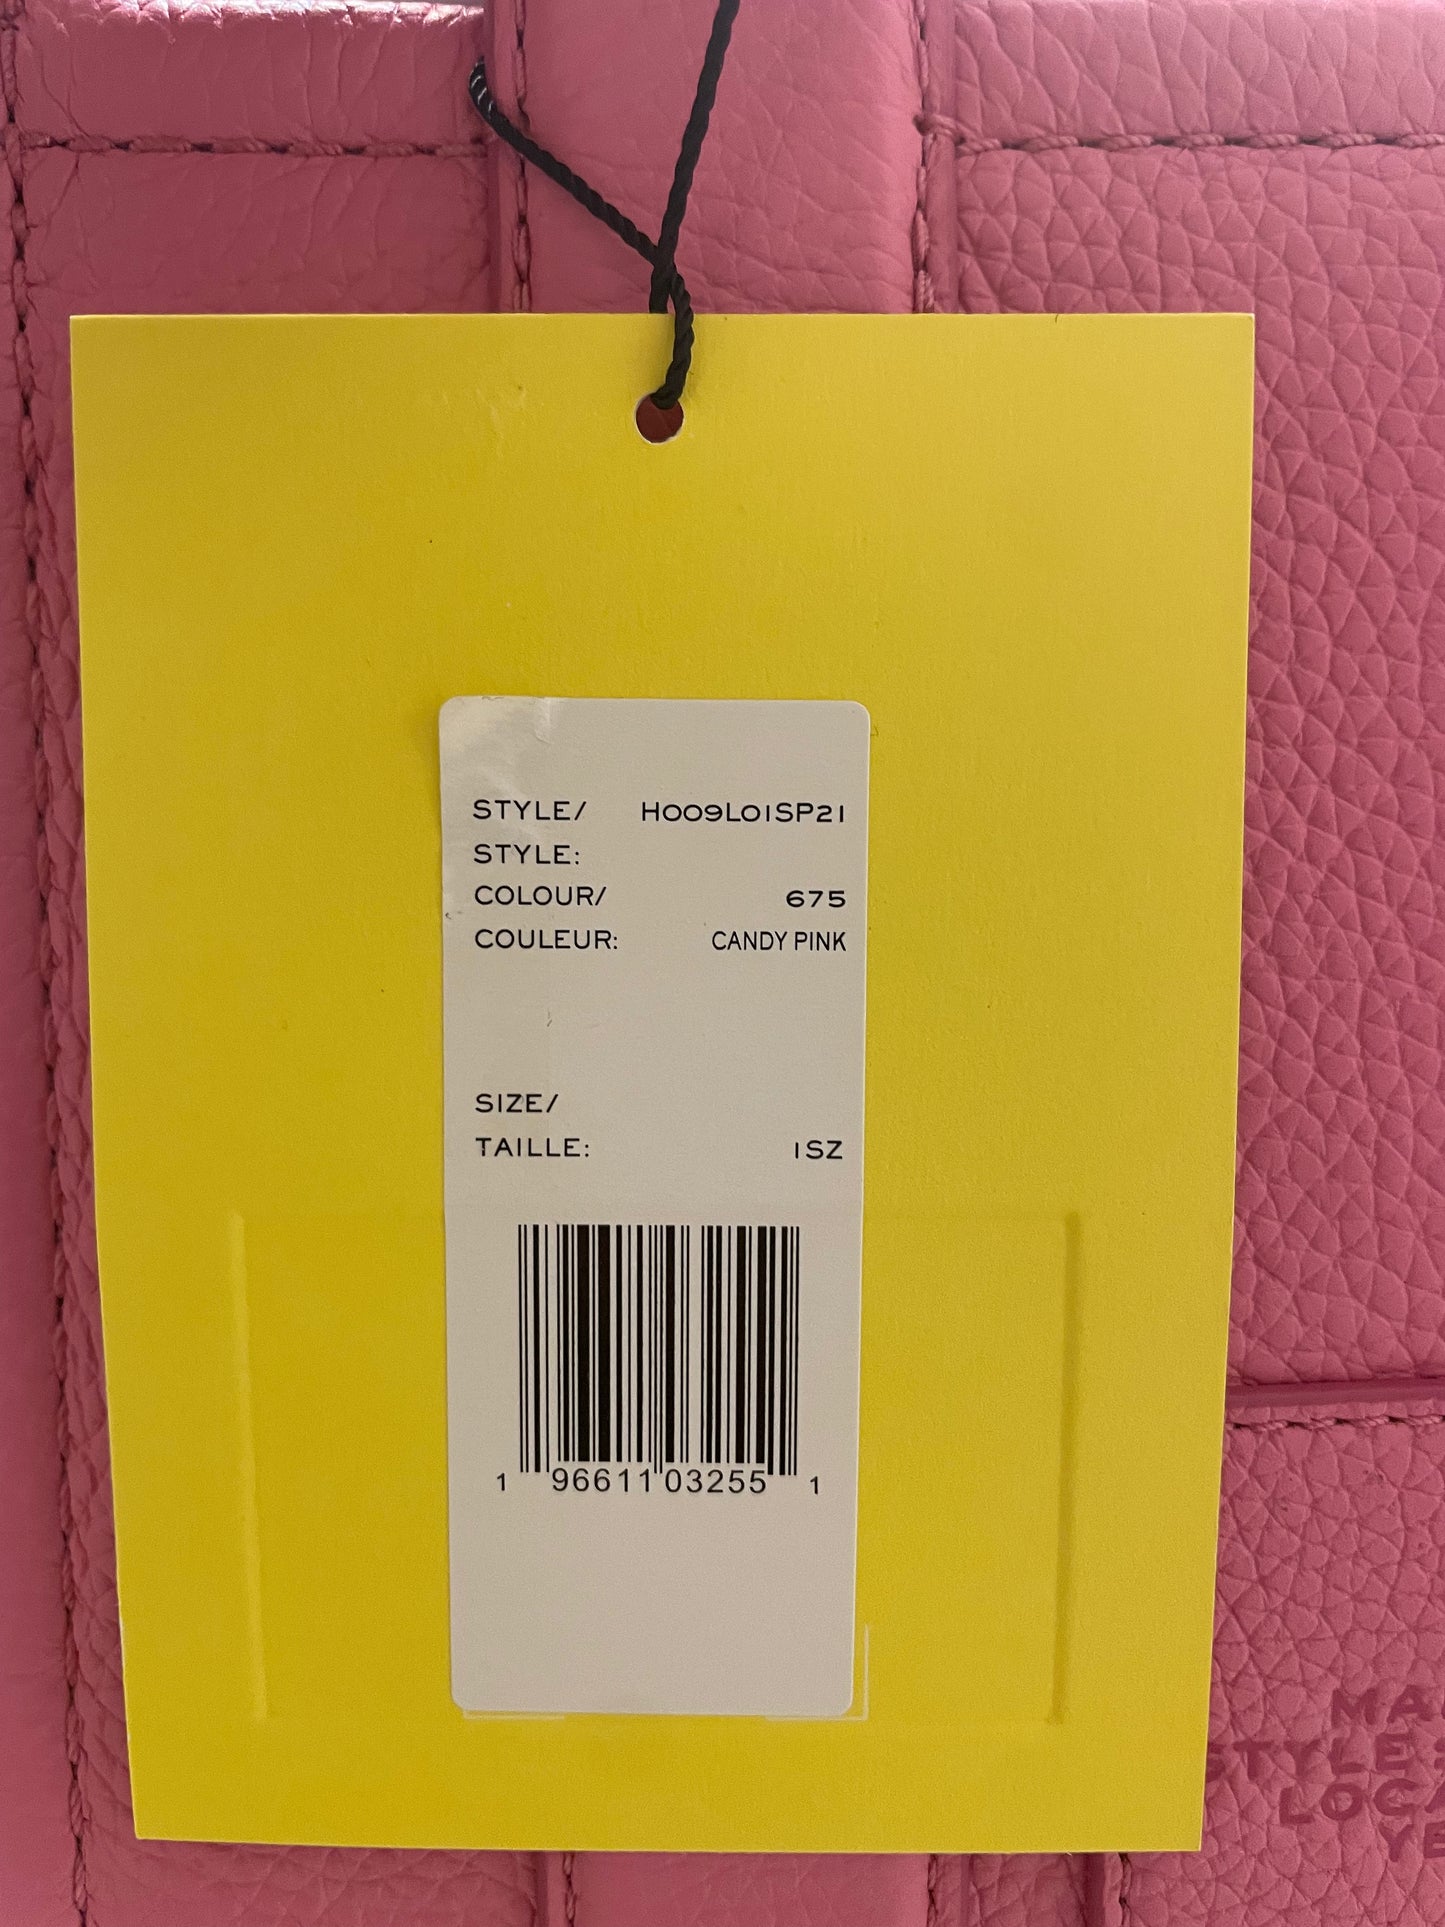 STYLE/ H009L01SP21
STYLE:
COLOUR/ 675
COULEUR: CANDY PINK
SIZE/
TAILLE: 1SZ
1 96611 03255 1